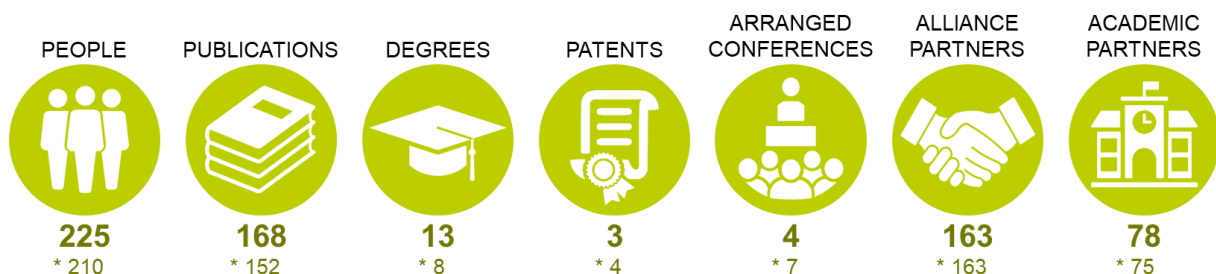 PEOPLE
225
* 210
PUBLICATIONS
168
* 152
DEGREES
13
* 8
PATENTS
3
* 4
ARRANGED
CONFERENCES
4
* 7
ALLIANCE
PARTNERS
163
* 163
ACADEMIC
PARTNERS
78
* 75